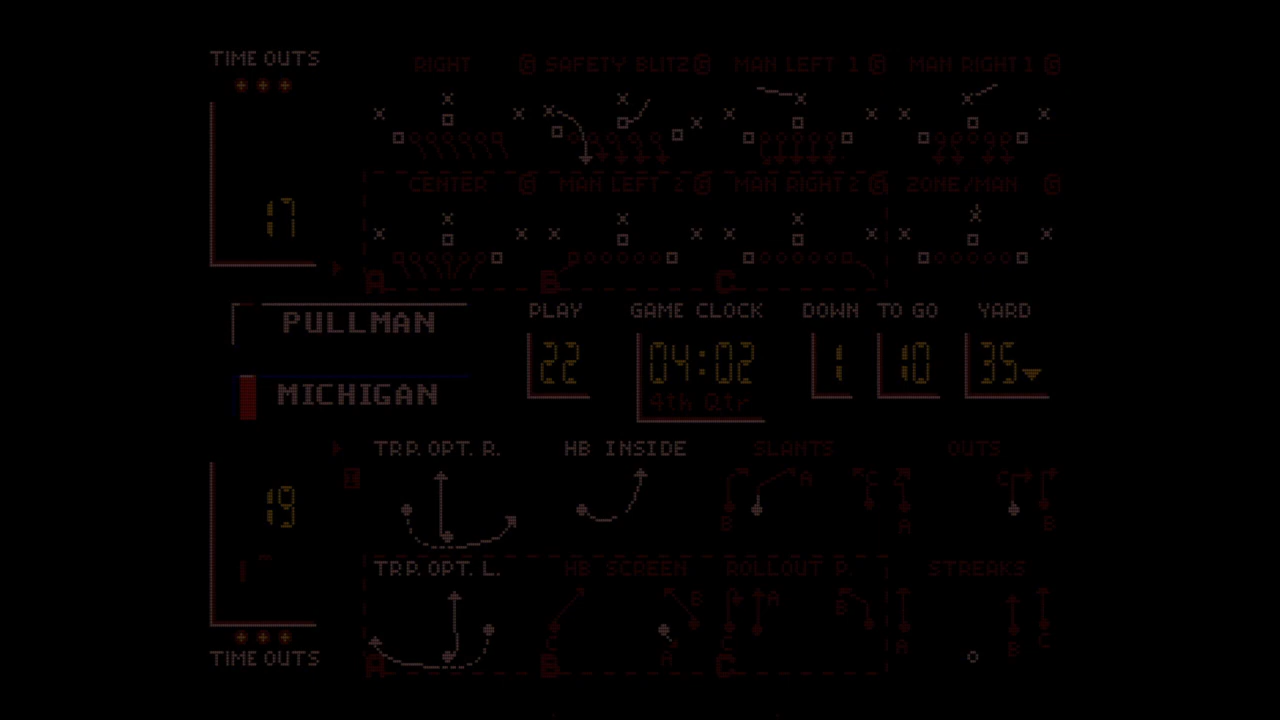 TIME OUTS
RIGHT G SAFETY BLITZ G MAN LEFT 1 G MAN RIGHT 1 G
17
CENTER G MAN LEFT 2 G MAN RIGHT 2 G ZONE/MAN G
A B C
PULLMAN
PLAY GAME CLOCK DOWN TO GO YARD
22 04:02 1 10 35
4th Qtr
MICHIGAN
TRP. OPT. R. HB INSIDE SLANTS OUTS
A C C
19
B A B
TRP. OPT. L. HB SCREEN ROLLOUT P. STREAKS
B A B
C A C A B C
A B C
TIME OUTS